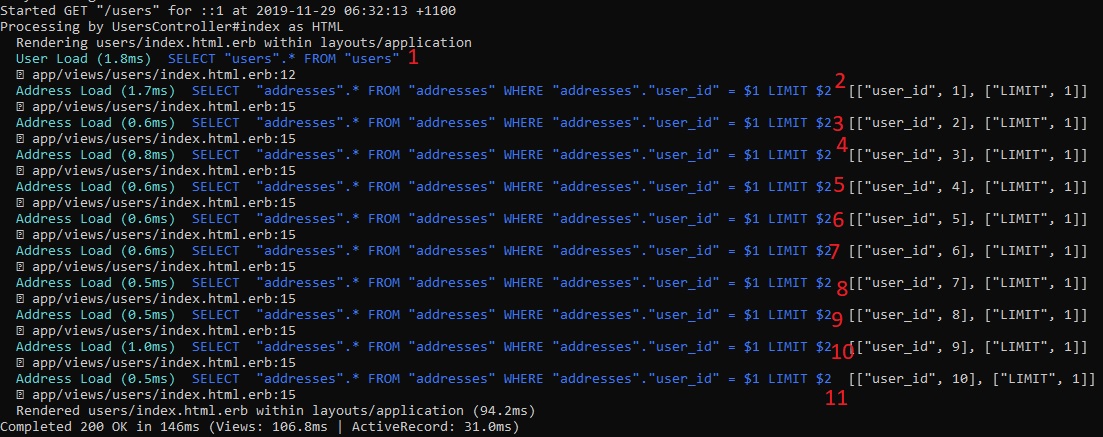 Started GET "/users" for ::1 at 2019-11-29 06:32:13 +1100
Processing by UsersController#index as HTML
Rendering users/index.html.erb within layouts/application
User Load (1.8ms) SELECT "users".* FROM "users" 1
app/views/users/index.html.erb:12
Address Load (1.7ms) SELECT "addresses".* FROM "addresses" WHERE "addresses"."user_id" = $1 LIMIT $2 2 [["user_id", 1], ["LIMIT", 1]]
app/views/users/index.html.erb:15
Address Load (0.6ms) SELECT "addresses".* FROM "addresses" WHERE "addresses"."user_id" = $1 LIMIT $2 3 [["user_id", 2], ["LIMIT", 1]]
app/views/users/index.html.erb:15
Address Load (0.8ms) SELECT "addresses".* FROM "addresses" WHERE "addresses"."user_id" = $1 LIMIT $2 4 [["user_id", 3], ["LIMIT", 1]]
app/views/users/index.html.erb:15
Address Load (0.6ms) SELECT "addresses".* FROM "addresses" WHERE "addresses"."user_id" = $1 LIMIT $2 5 [["user_id", 4], ["LIMIT", 1]]
app/views/users/index.html.erb:15
Address Load (0.6ms) SELECT "addresses".* FROM "addresses" WHERE "addresses"."user_id" = $1 LIMIT $2 6 [["user_id", 5], ["LIMIT", 1]]
app/views/users/index.html.erb:15
Address Load (0.6ms) SELECT "addresses".* FROM "addresses" WHERE "addresses"."user_id" = $1 LIMIT $2 7 [["user_id", 6], ["LIMIT", 1]]
app/views/users/index.html.erb:15
Address Load (0.5ms) SELECT "addresses".* FROM "addresses" WHERE "addresses"."user_id" = $1 LIMIT $2 8 [["user_id", 7], ["LIMIT", 1]]
app/views/users/index.html.erb:15
Address Load (0.5ms) SELECT "addresses".* FROM "addresses" WHERE "addresses"."user_id" = $1 LIMIT $2 9 [["user_id", 8], ["LIMIT", 1]]
app/views/users/index.html.erb:15
Address Load (1.0ms) SELECT "addresses".* FROM "addresses" WHERE "addresses"."user_id" = $1 LIMIT $2 10 [["user_id", 9], ["LIMIT", 1]]
app/views/users/index.html.erb:15
Address Load (0.5ms) SELECT "addresses".* FROM "addresses" WHERE "addresses"."user_id" = $1 LIMIT $2 [["user_id", 10], ["LIMIT", 1]]
app/views/users/index.html.erb:15 11
Rendered users/index.html.erb within layouts/application (94.2ms)
Completed 200 OK in 146ms (Views: 106.8ms | ActiveRecord: 31.0ms)